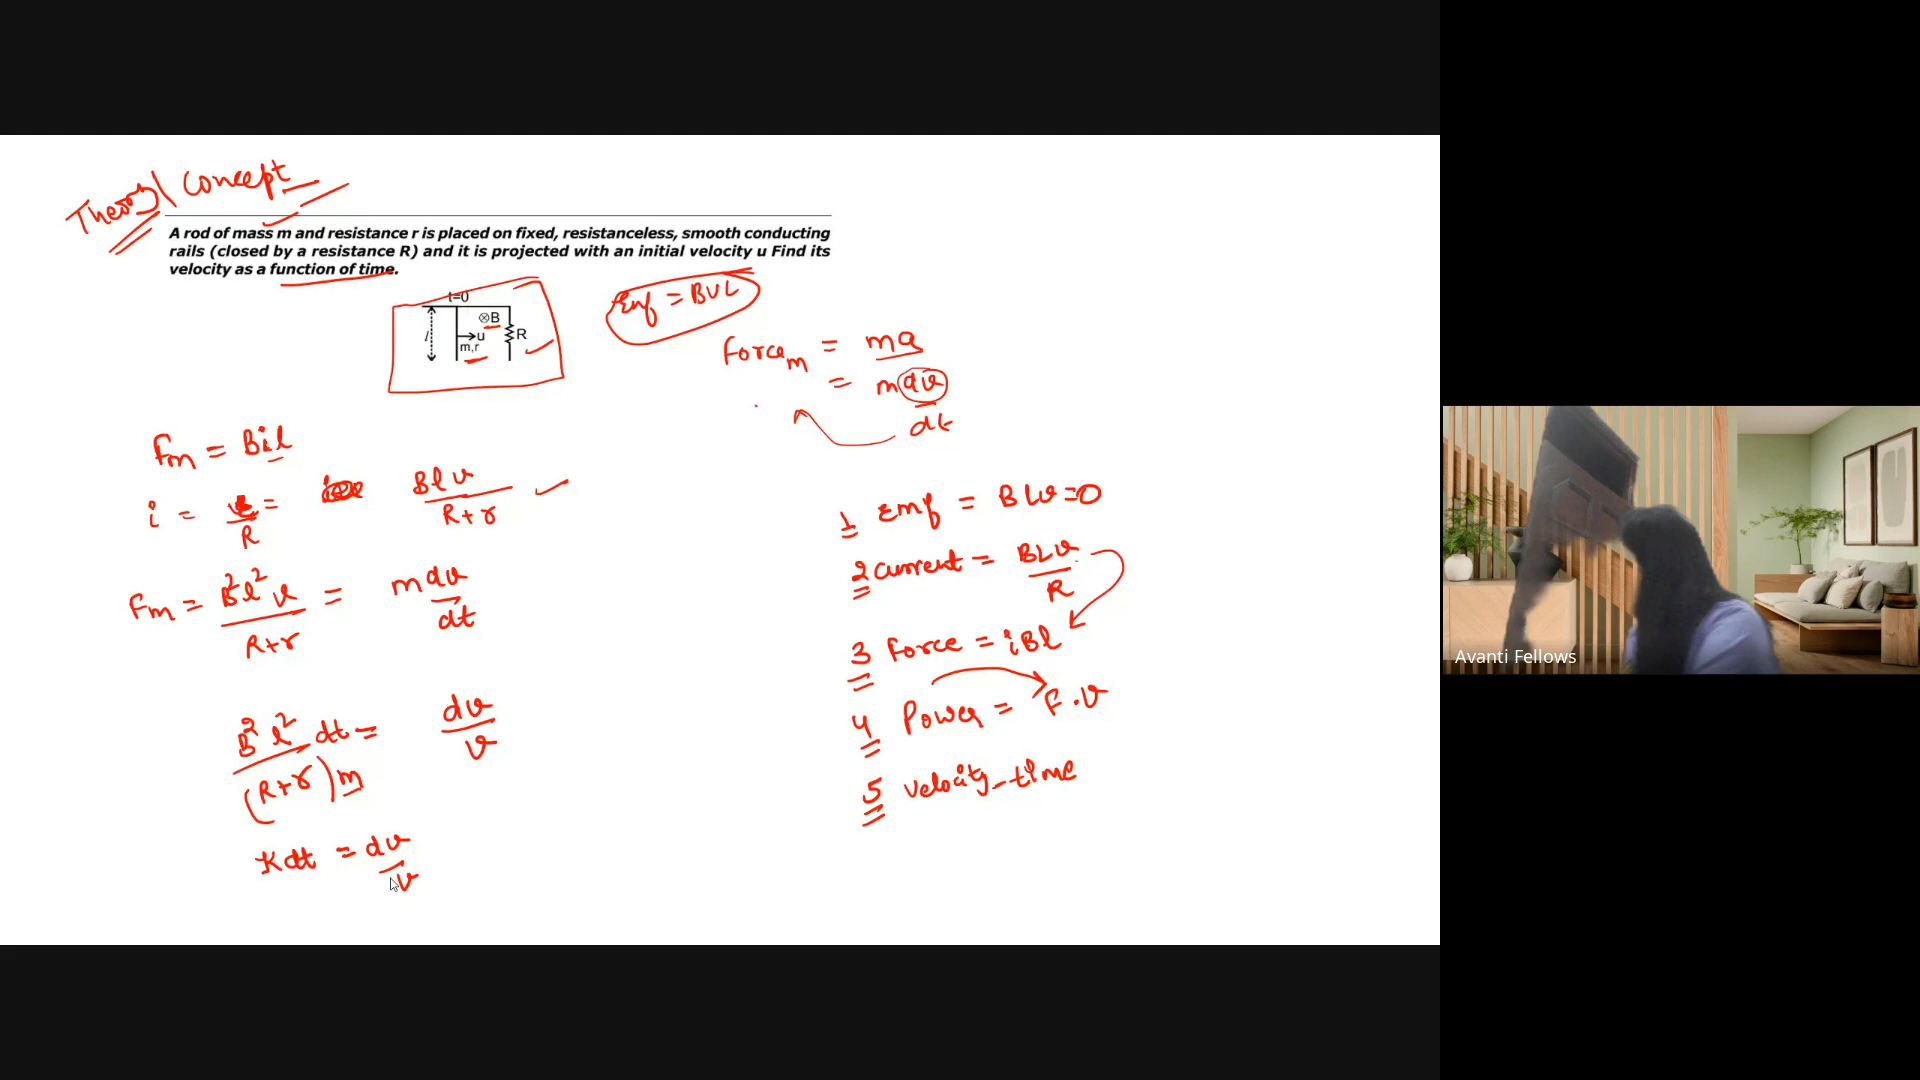 Theory| Concept
A rod of mass m and resistance r is placed on fixed, resistanceless, smooth conducting
rails (closed by a resistance R) and it is projected with an initial velocity u Find its
velocity as a function of time.
t=0
⊗B
l
u
R
m,r
Emf = BVL
Force_m = ma
= m dv/dt
F_m = Bil
i = ε/R = Blv/(R+r)
F_m = B²l²v/(R+r) = m dv/dt
B²l²/((R+r)m) dt = dv/v
K dt = dv/v
1 Emf = BLv=0
2 current = BLv/R
3 Force = iBl
4 Power = F.v
5 velocity-time
Avanti Fellows